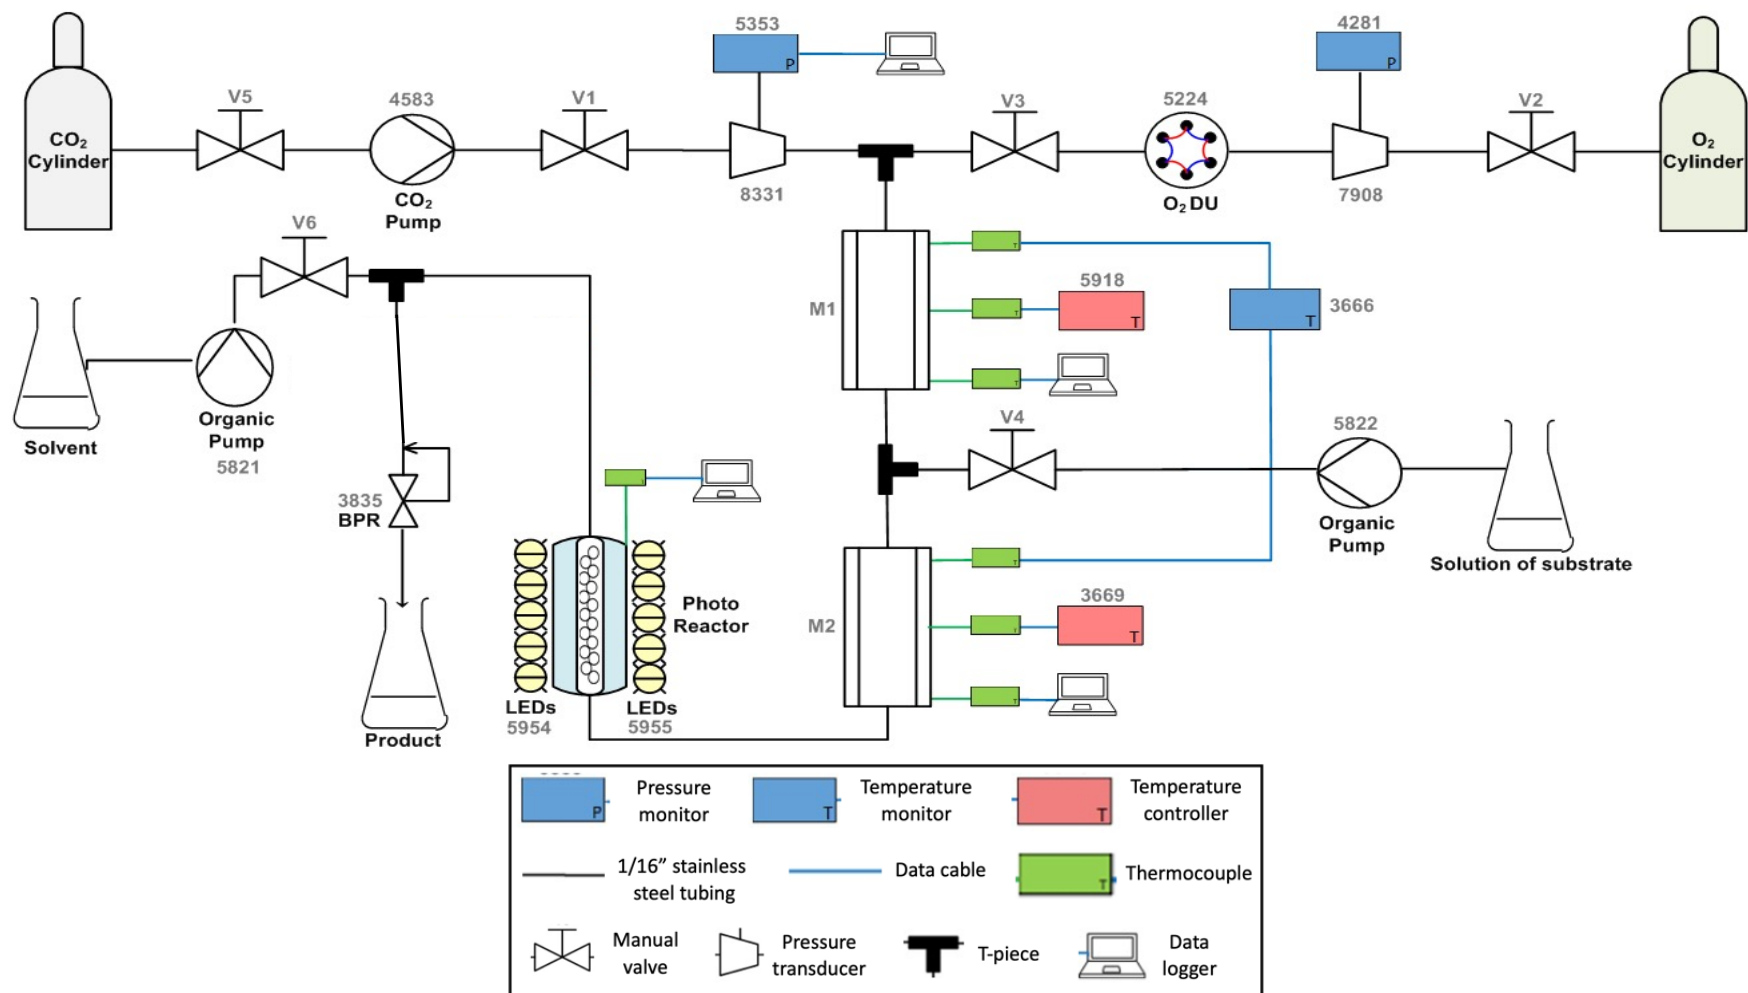 5353
4281
P
P
V5
4583
V1
V3
5224
V2
CO₂
Cylinder
O₂
Cylinder
CO₂
Pump
8331
O₂ DU
7908
V6
M1
5918
T
T
3666
T
T
T
Solvent
Organic
Pump
5821
V4
5822
3835
BPR
Organic
Pump
Solution of substrate
T
Photo
Reactor
M2
3669
T
T
T
LEDs
5954
LEDs
5955
Product
P
Pressure
monitor
T
Temperature
monitor
T
Temperature
controller
1/16” stainless
steel tubing
Data cable
T
Thermocouple
Manual
valve
Pressure
transducer
T-piece
Data
logger